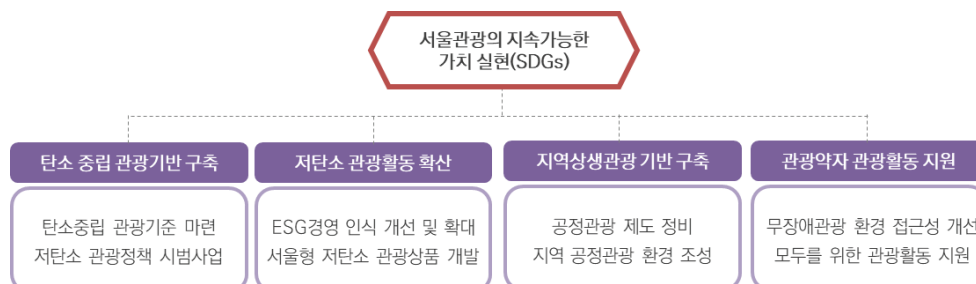 서울관광의 지속가능한
가치 실현(SDGs)
탄소 중립 관광기반 구축
탄소중립 관광기준 마련
저탄소 관광정책 시범사업
저탄소 관광활동 확산
ESG경영 인식 개선 및 확대
서울형 저탄소 관광상품 개발
지역상생관광 기반 구축
공정관광 제도 정비
지역 공정관광 환경 조성
관광약자 관광활동 지원
무장애관광 환경 접근성 개선
모두를 위한 관광활동 지원